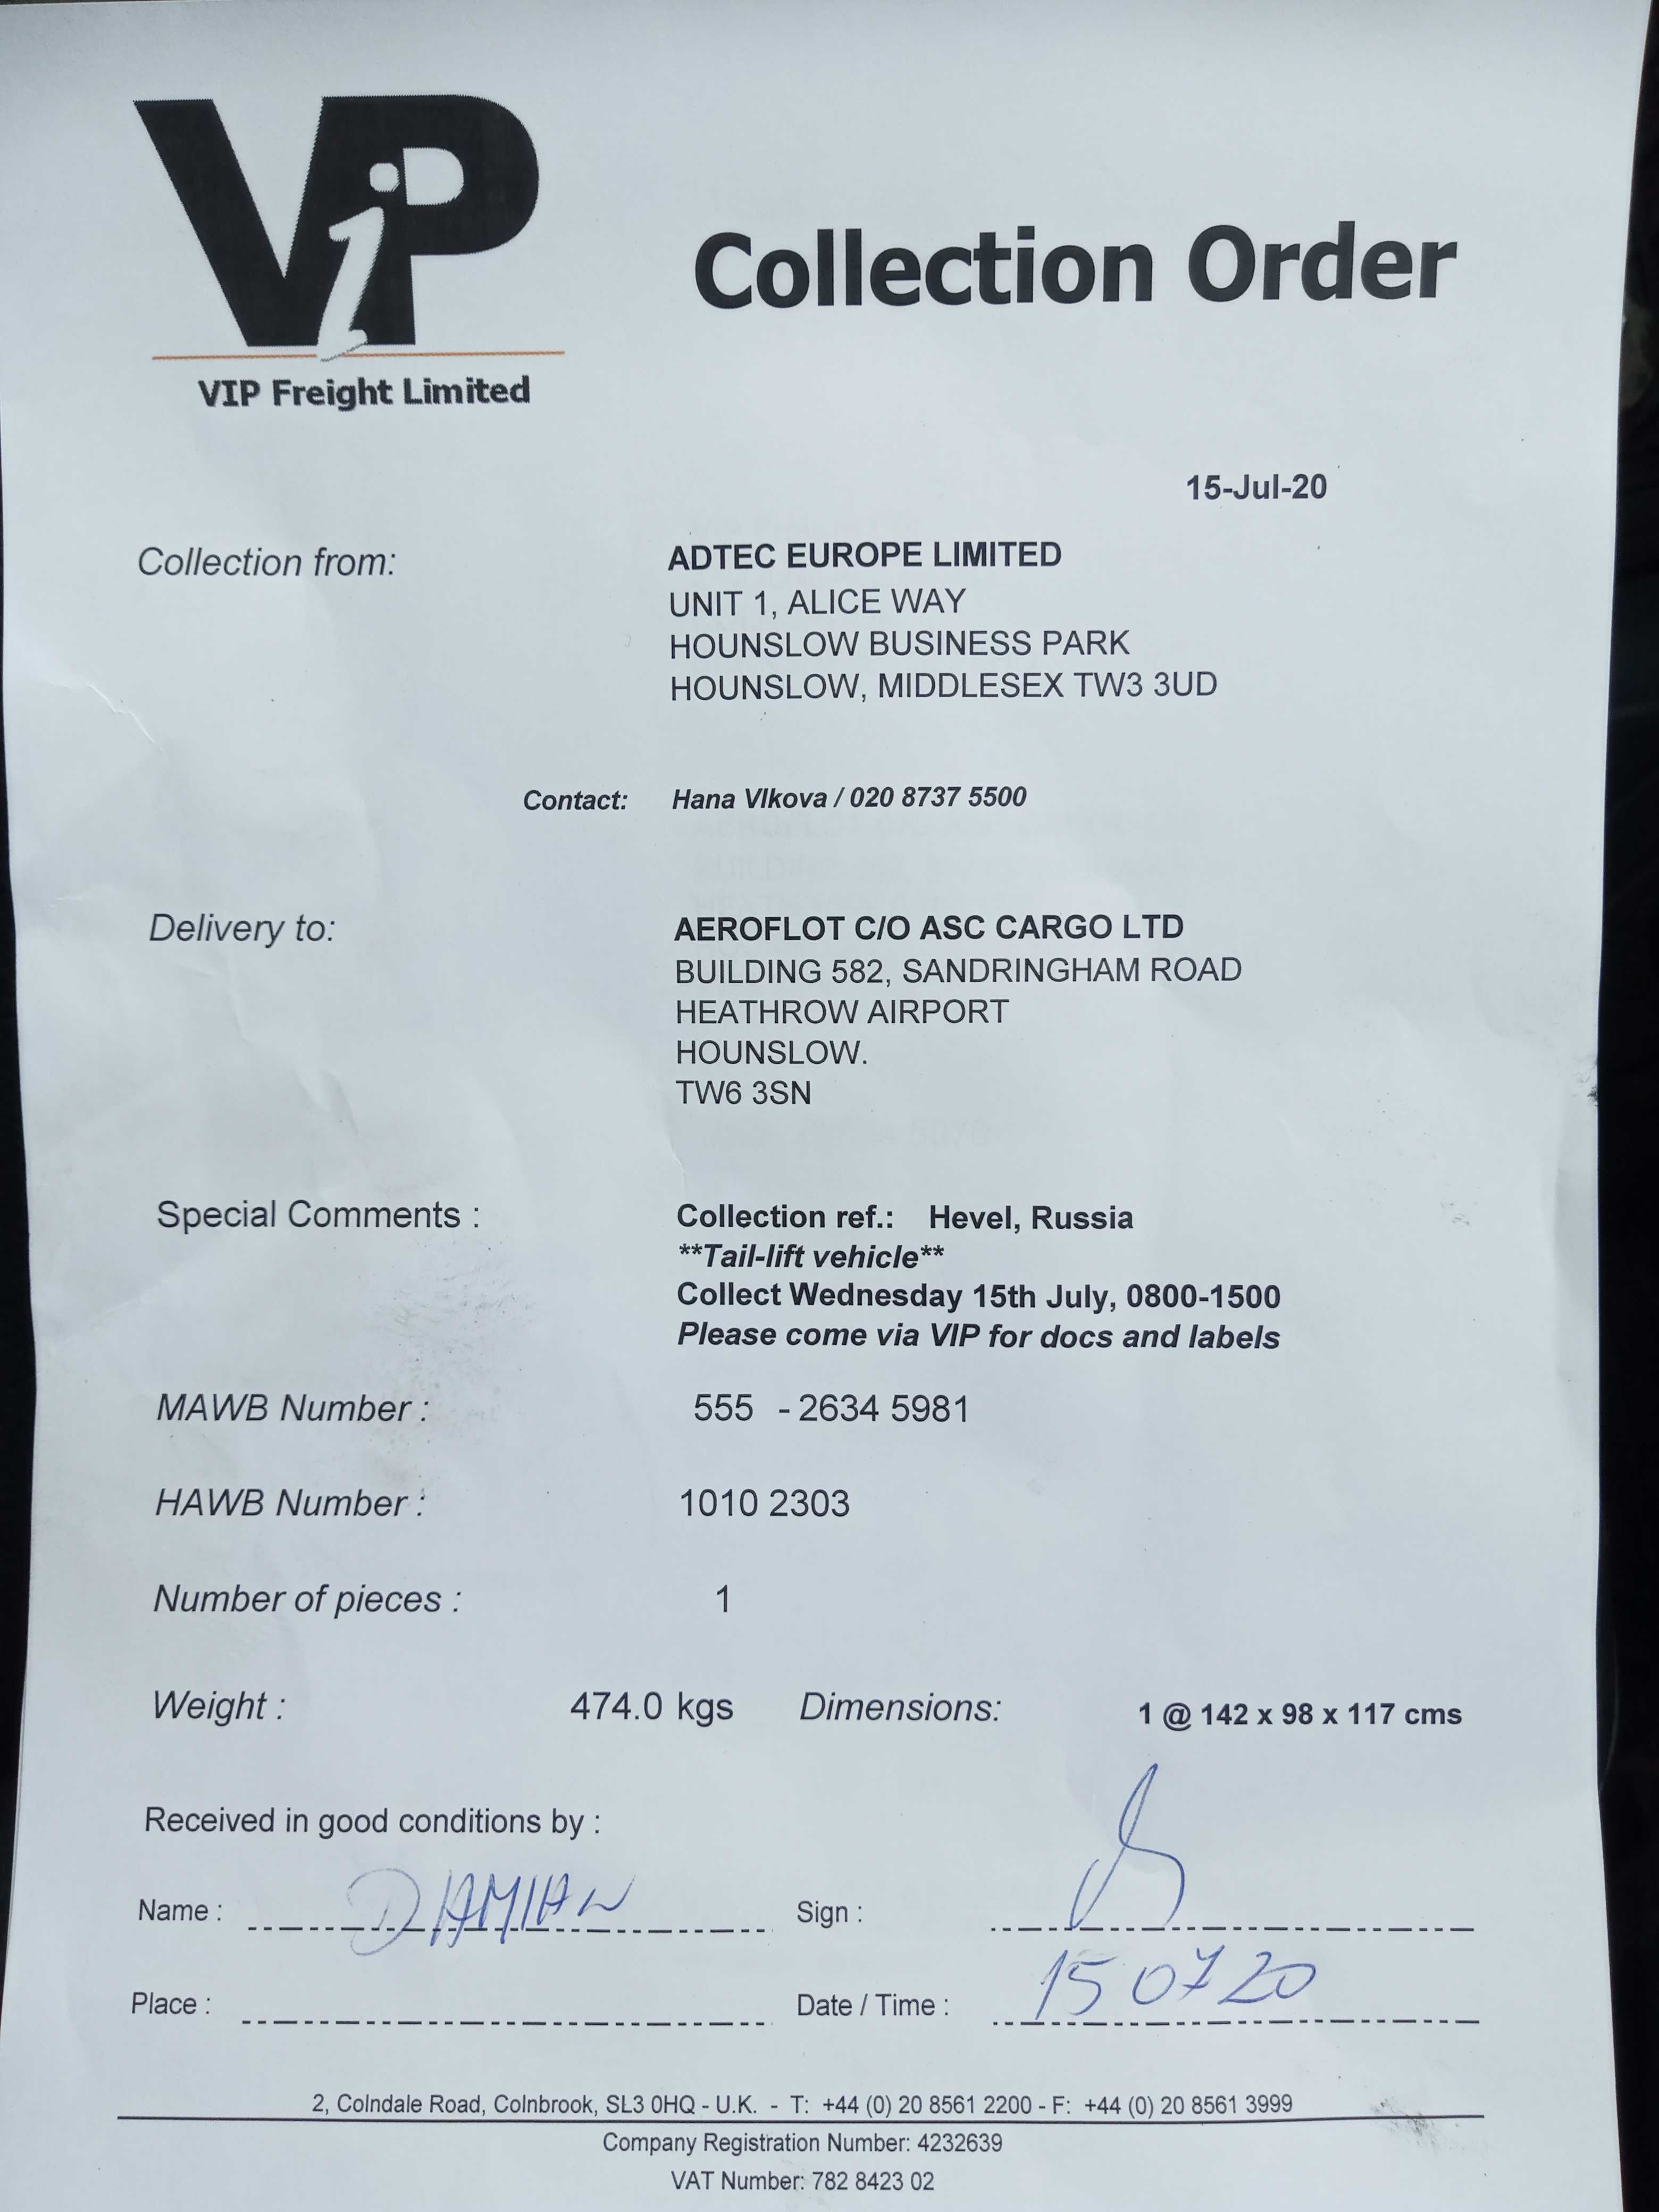 ViP
VIP Freight Limited
Collection Order
15-Jul-20
Collection from: ADTEC EUROPE LIMITED
UNIT 1, ALICE WAY
HOUNSLOW BUSINESS PARK
HOUNSLOW, MIDDLESEX TW3 3UD
Contact: Hana Vlkova / 020 8737 5500
Delivery to: AEROFLOT C/O ASC CARGO LTD
BUILDING 582, SANDRINGHAM ROAD
HEATHROW AIRPORT
HOUNSLOW.
TW6 3SN
Special Comments : Collection ref.: Hevel, Russia
**Tail-lift vehicle**
Collect Wednesday 15th July, 0800-1500
Please come via VIP for docs and labels
MAWB Number : 555 - 2634 5981
HAWB Number : 1010 2303
Number of pieces : 1
Weight : 474.0 kgs Dimensions: 1 @ 142 x 98 x 117 cms
Received in good conditions by :
Name : DAMIAN Sign :
Place : Date / Time : 15 07 20
2, Colndale Road, Colnbrook, SL3 0HQ - U.K. - T: +44 (0) 20 8561 2200 - F: +44 (0) 20 8561 3999
Company Registration Number: 4232639
VAT Number: 782 8423 02